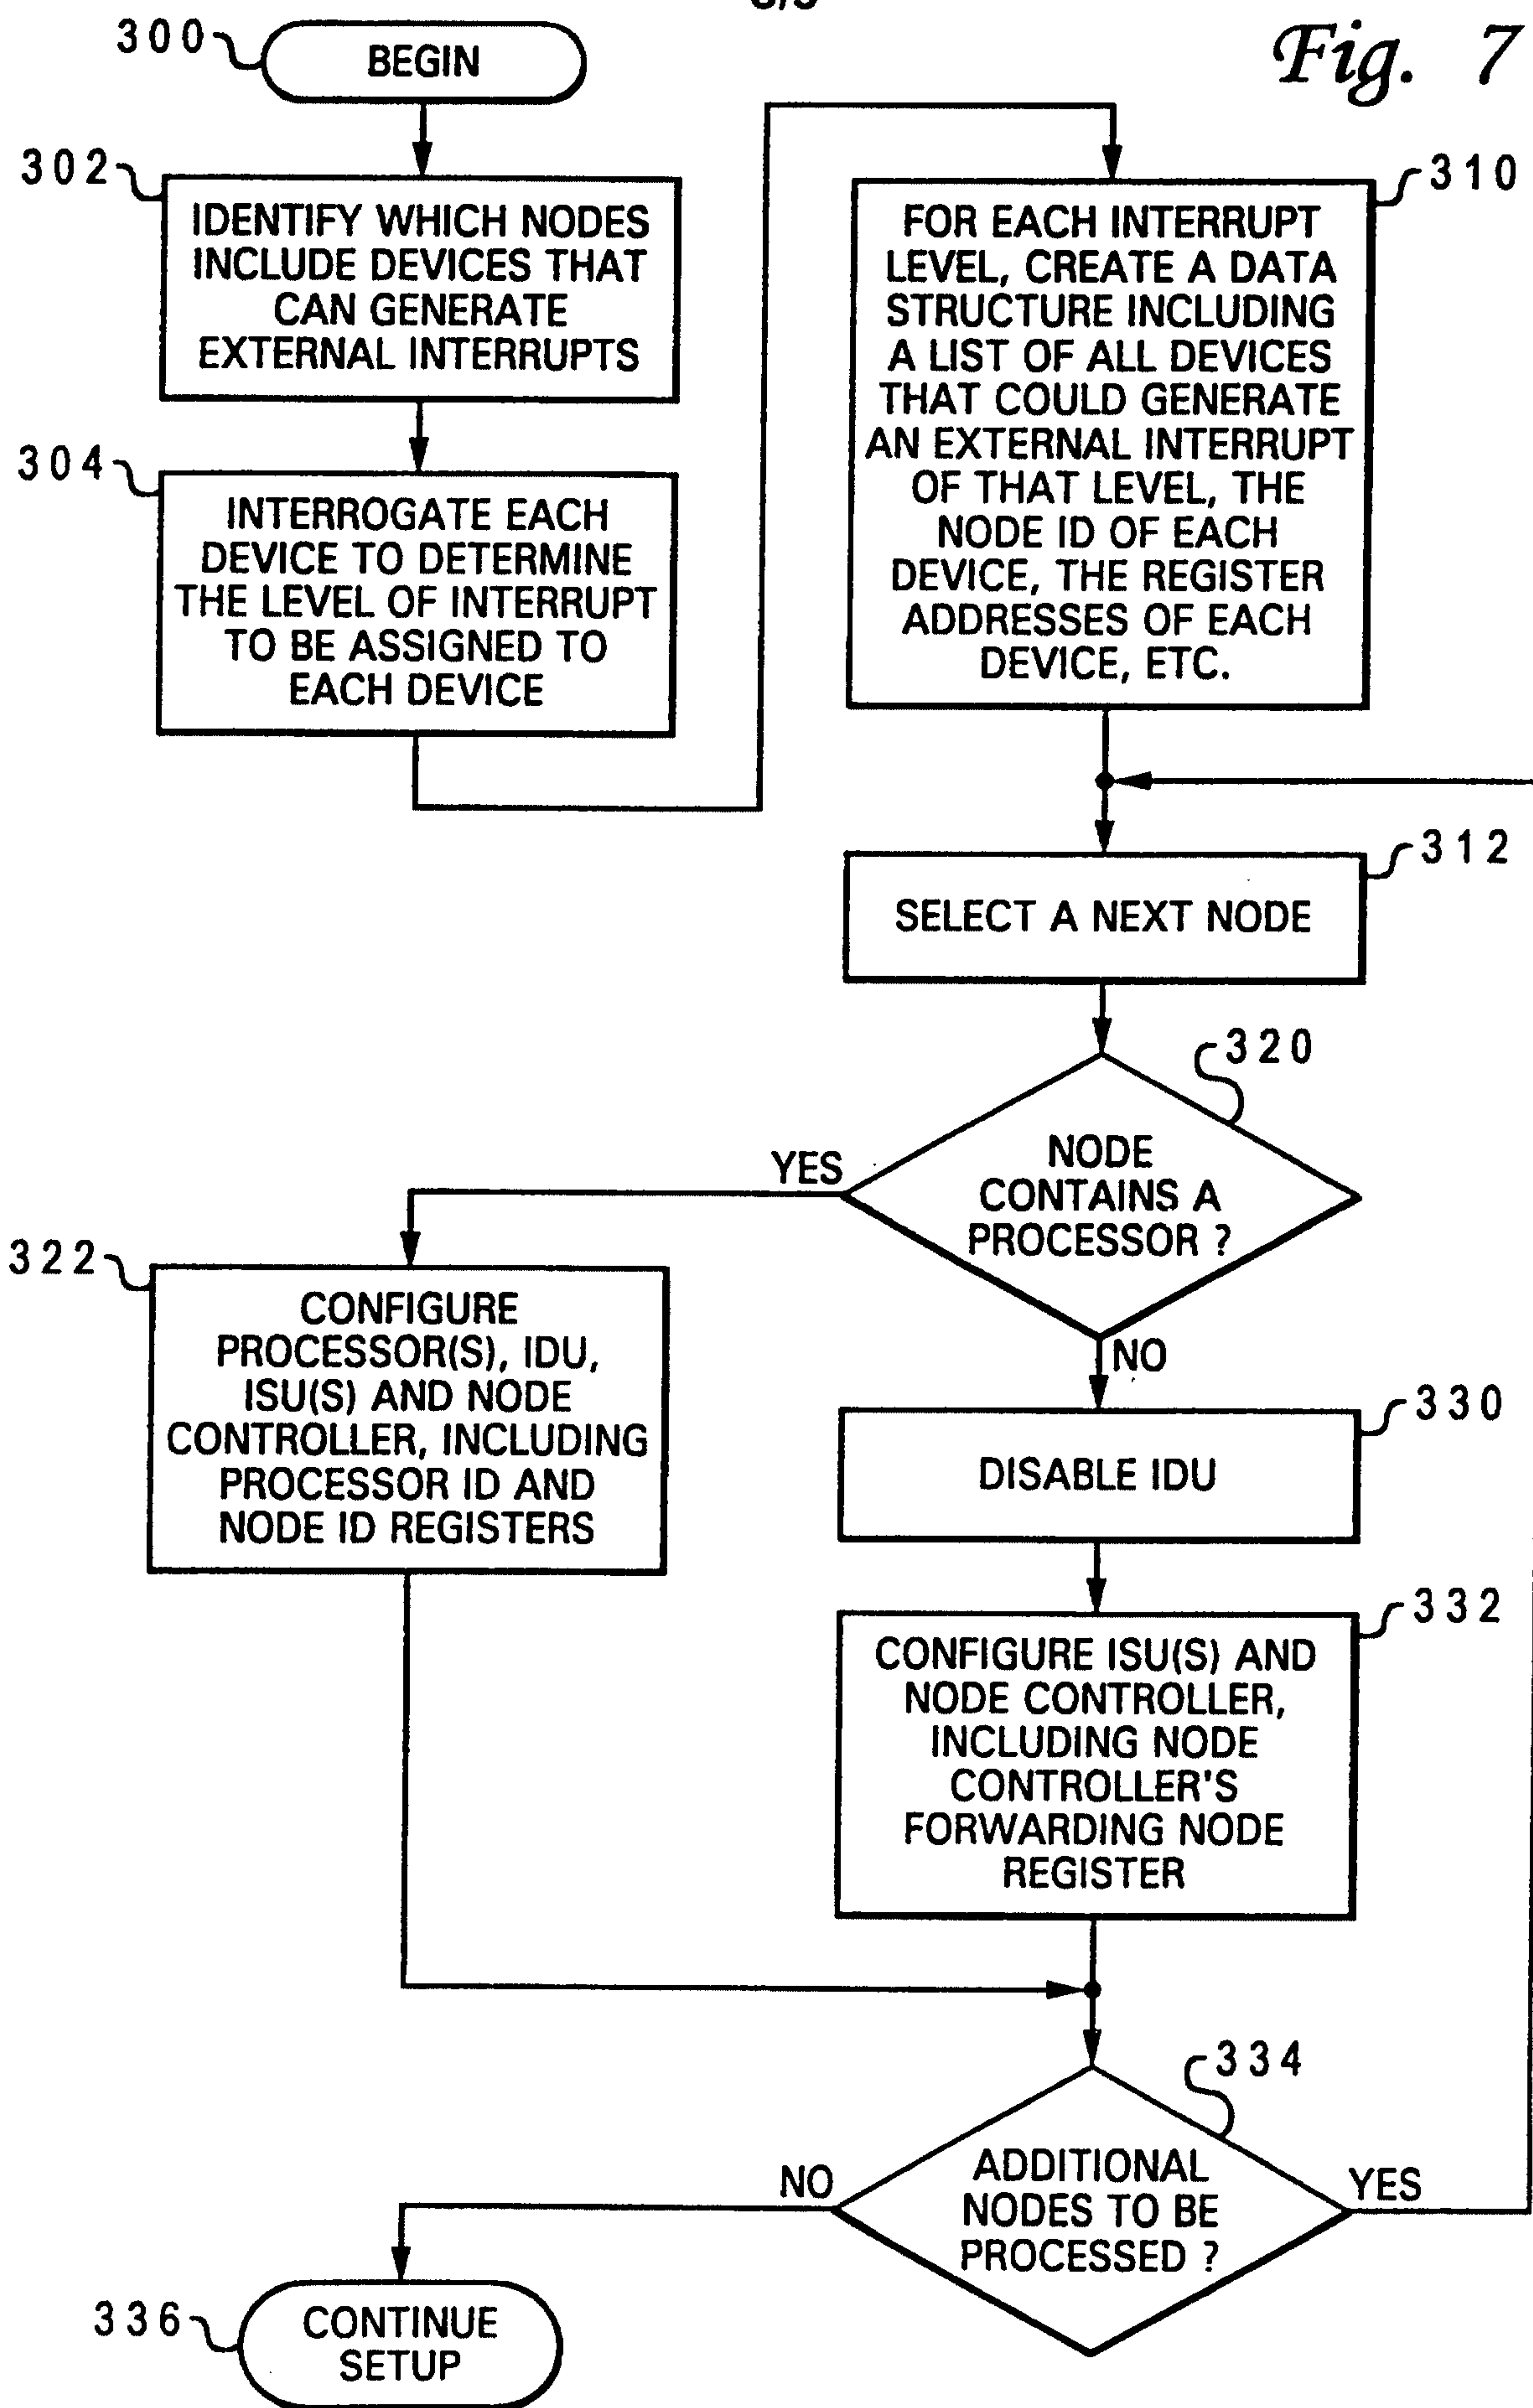 Fig. 7
300
BEGIN
302
IDENTIFY WHICH NODES
INCLUDE DEVICES THAT
CAN GENERATE
EXTERNAL INTERRUPTS
304
INTERROGATE EACH
DEVICE TO DETERMINE
THE LEVEL OF INTERRUPT
TO BE ASSIGNED TO
EACH DEVICE
310
FOR EACH INTERRUPT
LEVEL, CREATE A DATA
STRUCTURE INCLUDING
A LIST OF ALL DEVICES
THAT COULD GENERATE
AN EXTERNAL INTERRUPT
OF THAT LEVEL, THE
NODE ID OF EACH
DEVICE, THE REGISTER
ADDRESSES OF EACH
DEVICE, ETC.
312
SELECT A NEXT NODE
320
NODE
CONTAINS A
PROCESSOR ?
YES
NO
322
CONFIGURE
PROCESSOR(S), IDU,
ISU(S) AND NODE
CONTROLLER, INCLUDING
PROCESSOR ID AND
NODE ID REGISTERS
330
DISABLE IDU
332
CONFIGURE ISU(S) AND
NODE CONTROLLER,
INCLUDING NODE
CONTROLLER'S
FORWARDING NODE
REGISTER
334
ADDITIONAL
NODES TO BE
PROCESSED ?
NO
YES
336
CONTINUE
SETUP